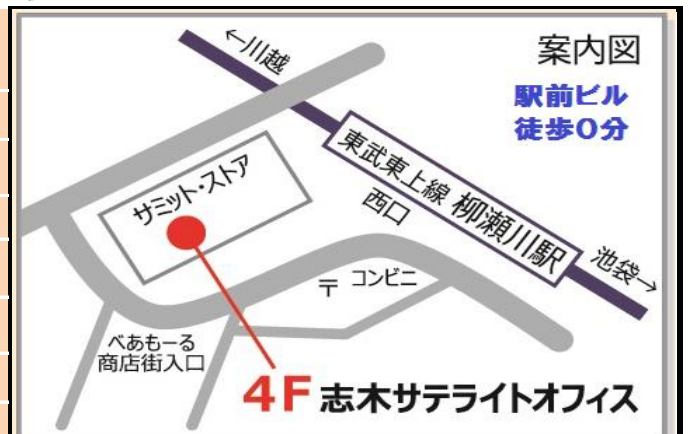 ←川越
案内図
駅前ビル
徒歩0分
サミット・ストア
東武東上線 柳瀬川駅
西口
池袋→
〒 コンビニ
べあもーる
商店街入口
4F 志木サテライトオフィス